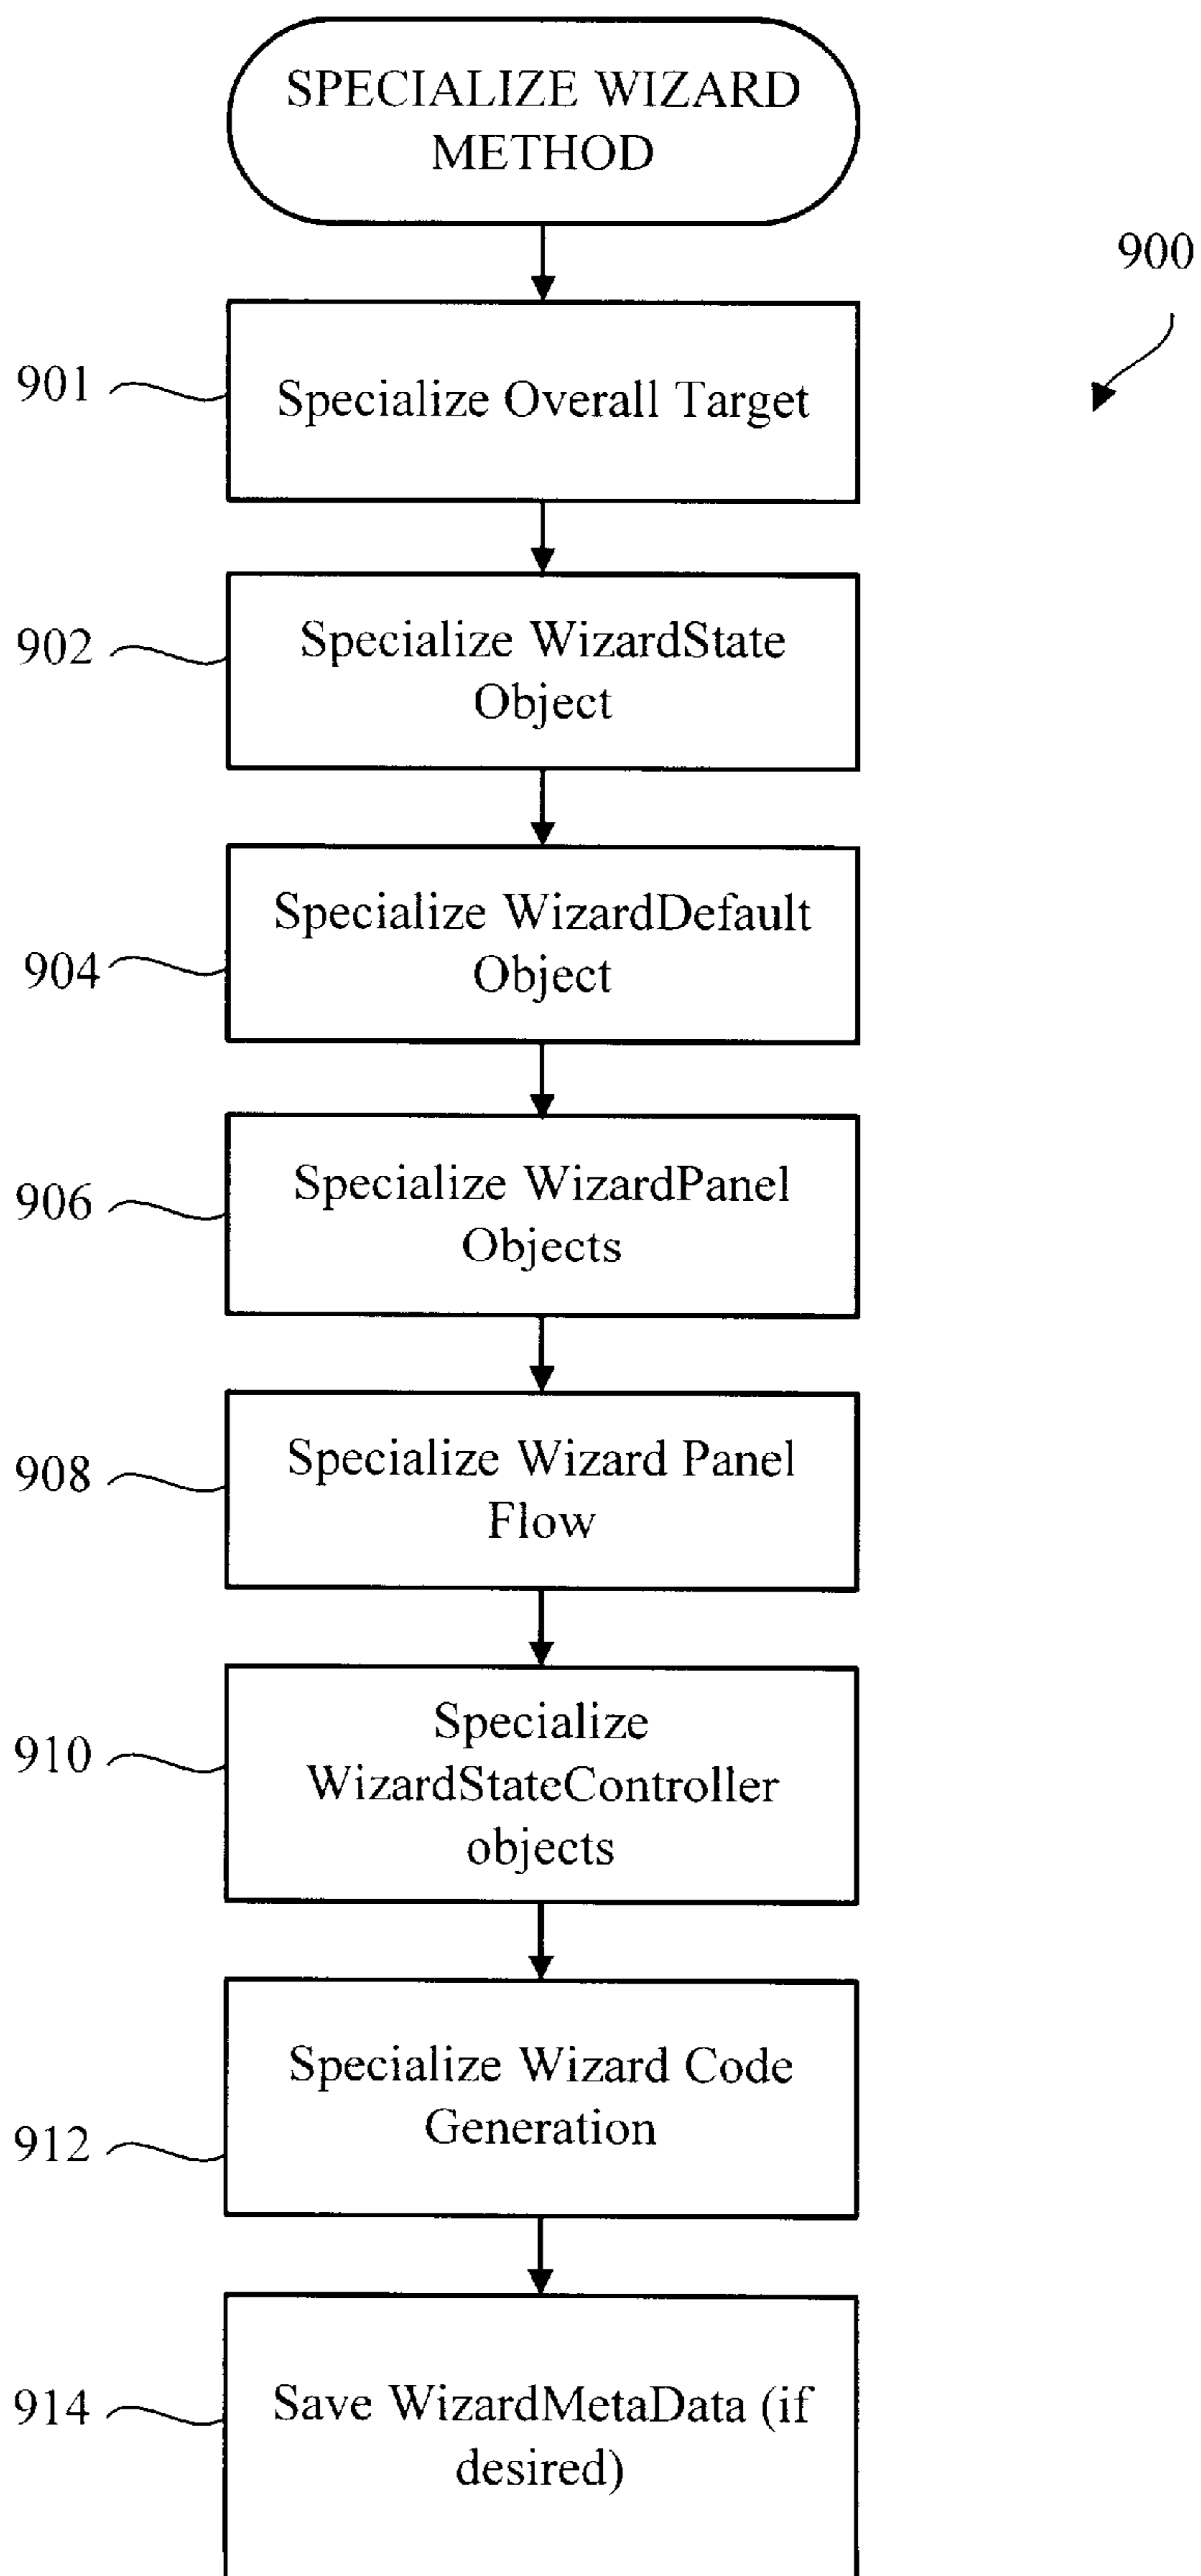 SPECIALIZE WIZARD
METHOD
900
901
Specialize Overall Target
902
Specialize WizardState
Object
904
Specialize WizardDefault
Object
906
Specialize WizardPanel
Objects
908
Specialize Wizard Panel
Flow
910
Specialize
WizardStateController
objects
912
Specialize Wizard Code
Generation
914
Save WizardMetaData (if
desired)